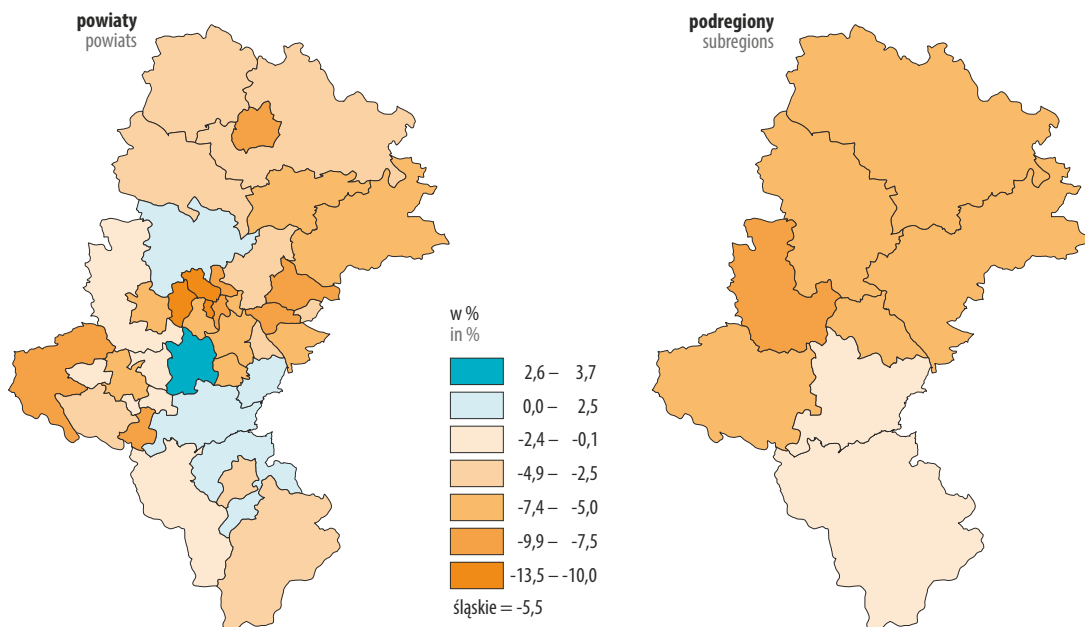 powiaty
powiats
podregiony
subregions
w %
in %
2,6 – 3,7
0,0 – 2,5
-2,4 – -0,1
-4,9 – -2,5
-7,4 – -5,0
-9,9 – -7,5
-13,5 – -10,0
śląskie = -5,5